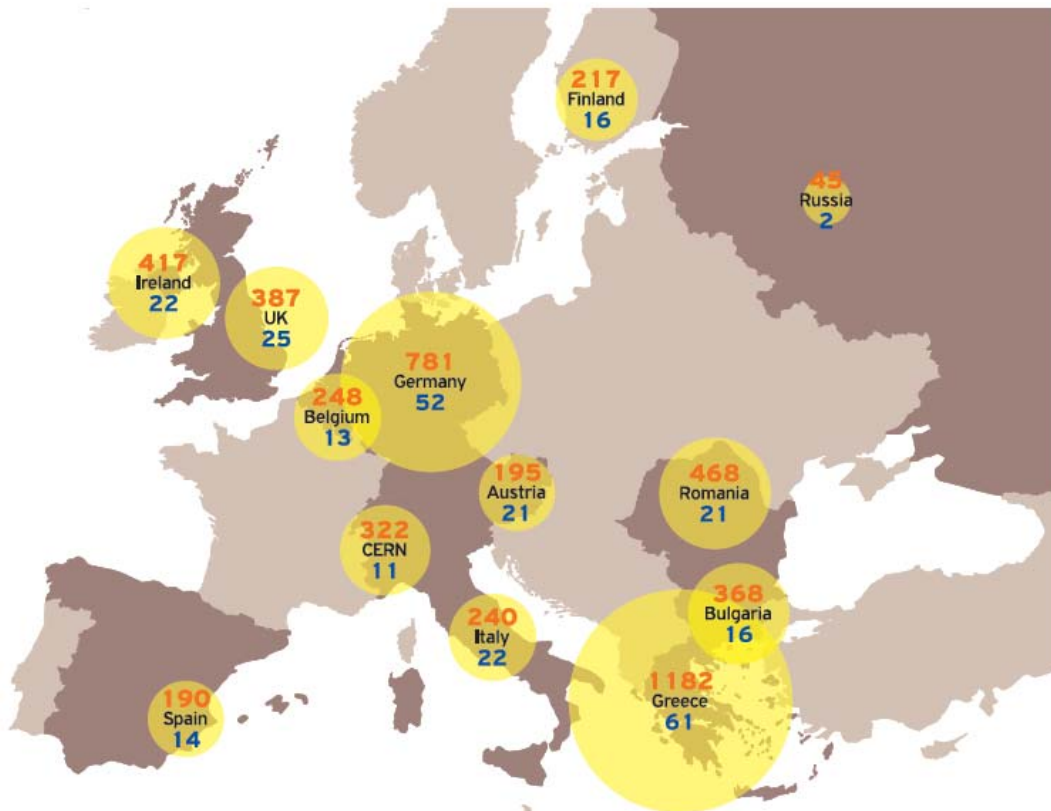 217
Finland
16
45
Russia
2
417
Ireland
22
387
UK
25
781
Germany
52
248
Belgium
13
195
Austria
21
468
Romania
21
322
CERN
11
368
Bulgaria
16
240
Italy
22
1182
Greece
61
190
Spain
14